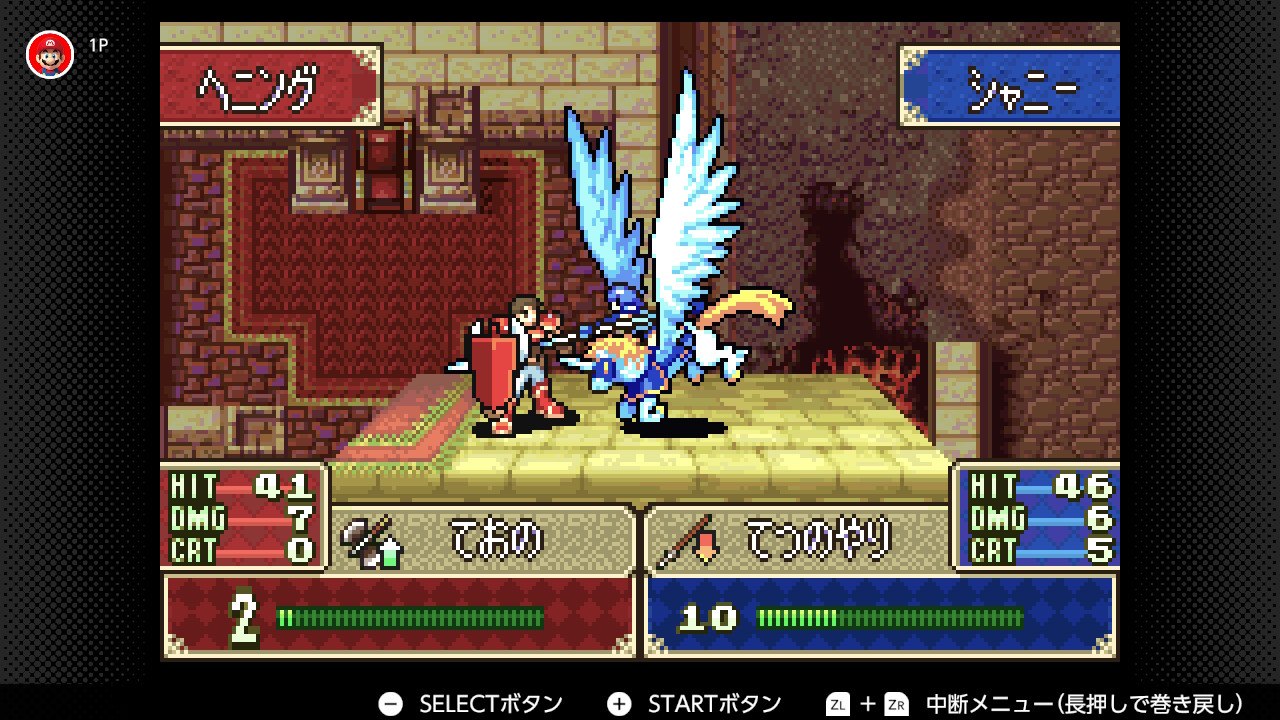 1P
ヘニング
シャニー
HIT 41
DMG 7
CRT 0
ておの
てつのやり
HIT 46
DMG 6
CRT 5
2
10
SELECTボタン
STARTボタン
ZL + ZR 中断メニュー(長押しで巻き戻し)